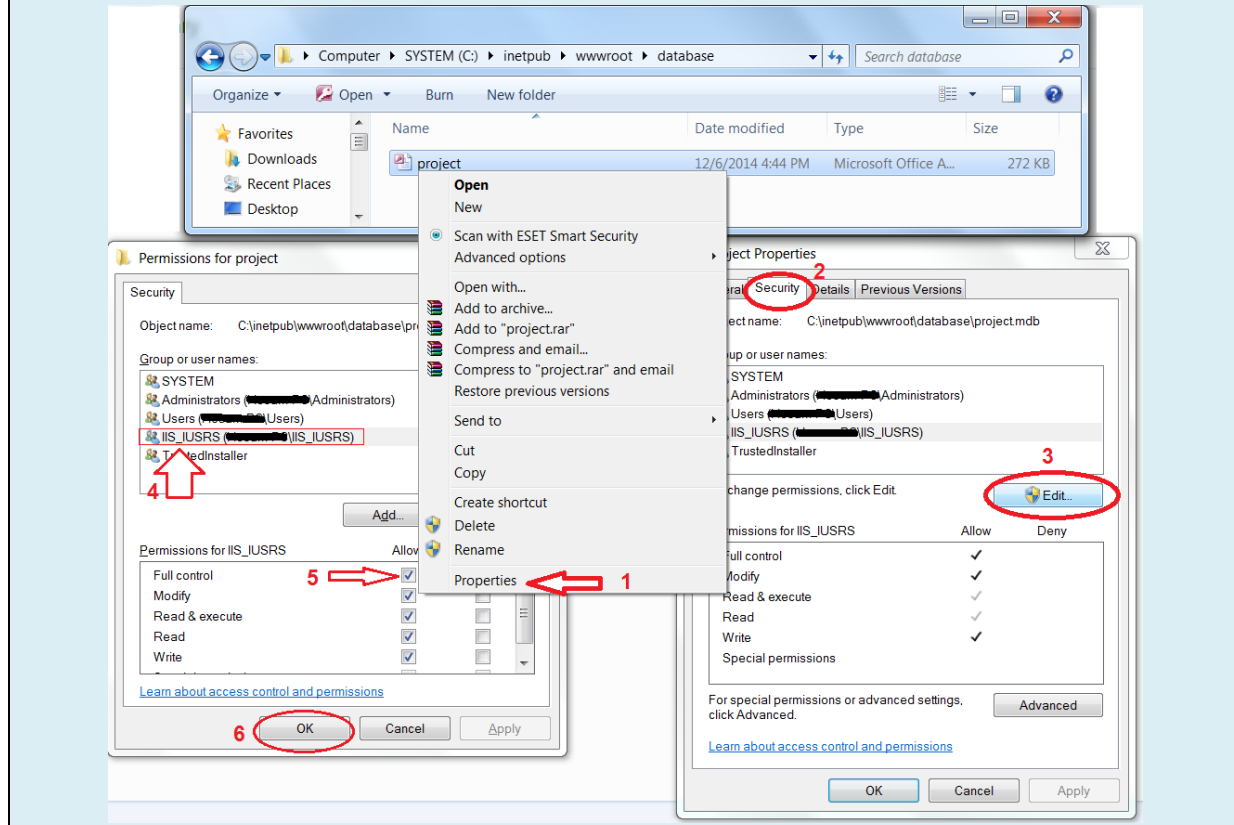 X
Computer ▸ SYSTEM (C:) ▸ inetpub ▸ wwwroot ▸ database
Search database
Organize
Open
Burn
New folder
Name
Date modified
Type
Size
Favorites
Downloads
Recent Places
Desktop
project
12/6/2014 4:44 PM
Microsoft Office A...
272 KB
Open
New
Scan with ESET Smart Security
Advanced options
Open with...
Add to archive...
Add to "project.rar"
Compress and email...
Compress to "project.rar" and email
Restore previous versions
Send to
Cut
Copy
Create shortcut
Delete
Rename
Properties
1
Permissions for project
Security
Object name: C:\inetpub\wwwroot\database\pr
Group or user names:
SYSTEM
Administrators ( \Administrators)
Users ( \Users)
IIS_IUSRS ( \IIS_IUSRS)
4
Add...
Permissions for IIS_IUSRS
Allow
Full control
5
Modify
Read & execute
Read
Write
Learn about access control and permissions
6
OK
Cancel
Apply
ject Properties
2
Security
Details
Previous Versions
ect name: C:\inetpub\wwwroot\database\project.mdb
up or user names:
SYSTEM
Administrators ( \Administrators)
Users ( \Users)
IIS_IUSRS ( \IIS_IUSRS)
TrustedInstaller
3
change permissions, click Edit.
Edit...
missions for IIS_IUSRS
Allow
Deny
Full control
Modify
Read & execute
Read
Write
Special permissions
For special permissions or advanced settings,
click Advanced.
Advanced
Learn about access control and permissions
OK
Cancel
Apply